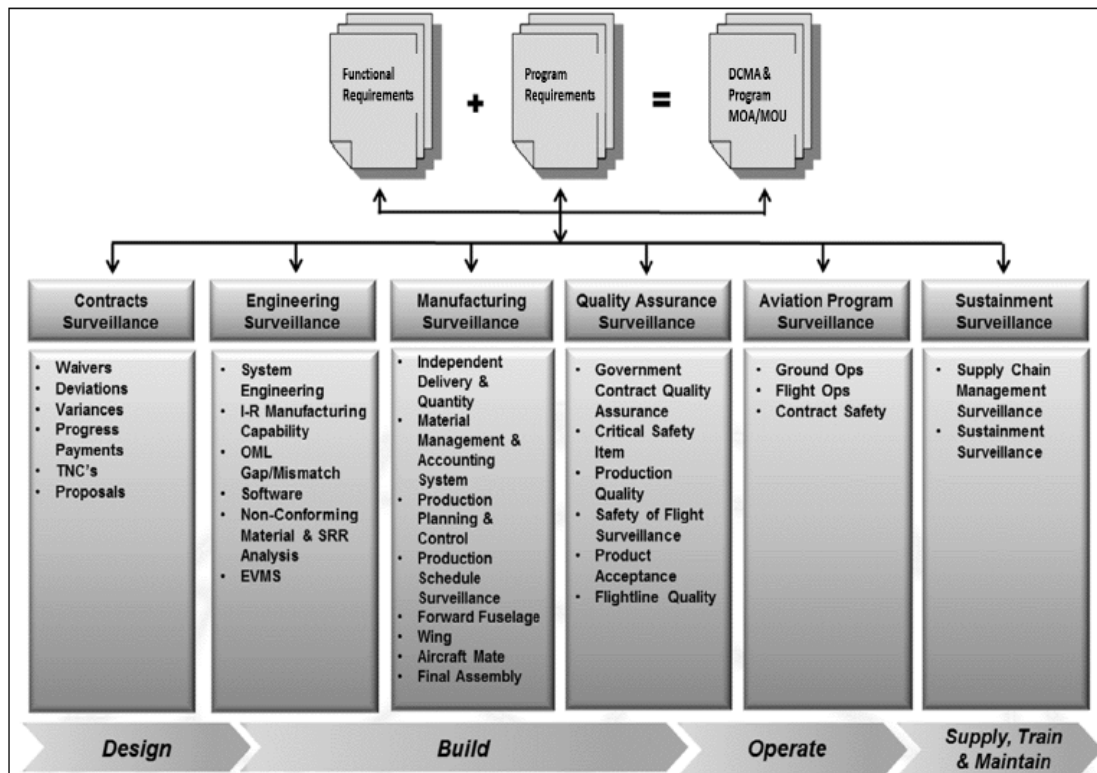 Functional
Requirements
+
Program
Requirements
=
DCMA &
Program
MOA/MOU
Contracts
Surveillance
• Waivers
• Deviations
• Variances
• Progress
Payments
• TNC's
• Proposals
Engineering
Surveillance
• System
Engineering
• I-R Manufacturing
Capability
• OML
Gap/Mismatch
• Software
• Non-Conforming
Material & SRR
Analysis
• EVMS
Manufacturing
Surveillance
• Independent
Delivery &
Quantity
• Material
Management &
Accounting
System
• Production
Planning &
Control
• Production
Schedule
Surveillance
• Forward Fuselage
• Wing
• Aircraft Mate
• Final Assembly
Quality Assurance
Surveillance
• Government
Contract Quality
Assurance
• Critical Safety
Item
• Production
Quality
• Safety of Flight
Surveillance
• Product
Acceptance
• Flightline Quality
Aviation Program
Surveillance
• Ground Ops
• Flight Ops
• Contract Safety
Sustainment
Surveillance
• Supply Chain
Management
Surveillance
• Sustainment
Surveillance
Design
Build
Operate
Supply, Train
& Maintain